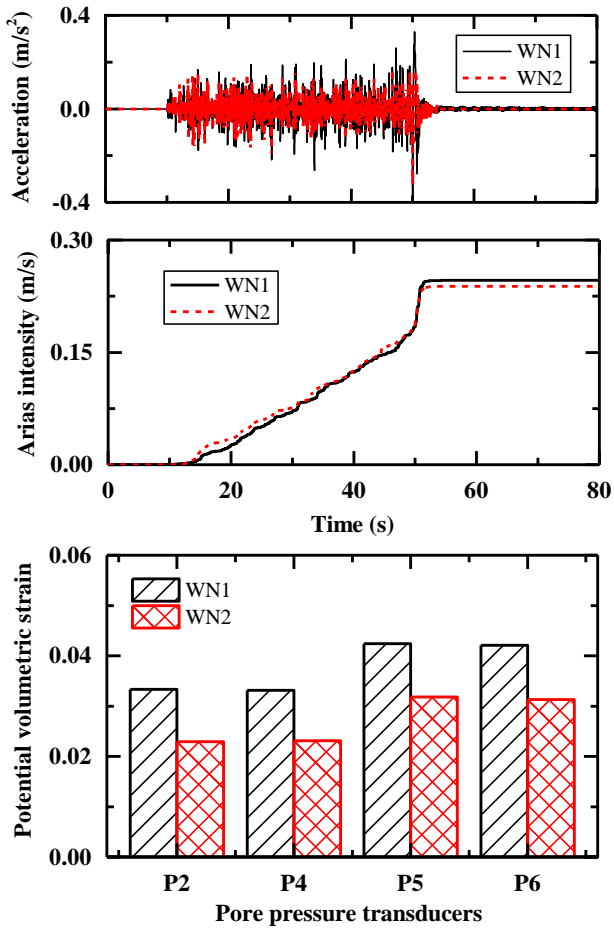 Acceleration (m/s²)
0.4
0.0
-0.4
WN1
WN2
Arias intensity (m/s)
0.30
0.15
0.00
WN1
WN2
0 20 40 60 80
Time (s)
Potential volumetric strain
0.06
0.04
0.02
0.00
WN1
WN2
P2 P4 P5 P6
Pore pressure transducers